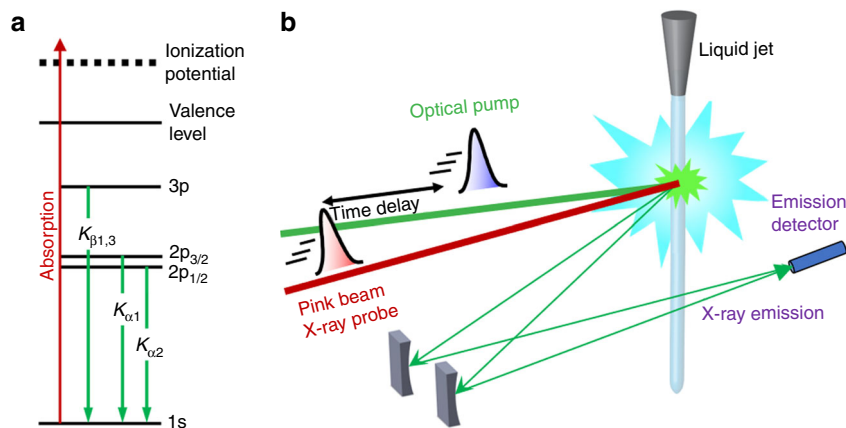 a
Ionization
potential
Valence
level
3p
Absorption
Kβ1,3
2p3/2
2p1/2
Kα1
Kα2
1s
b
Liquid jet
Optical pump
Time delay
Emission
detector
Pink beam
X-ray probe
X-ray emission